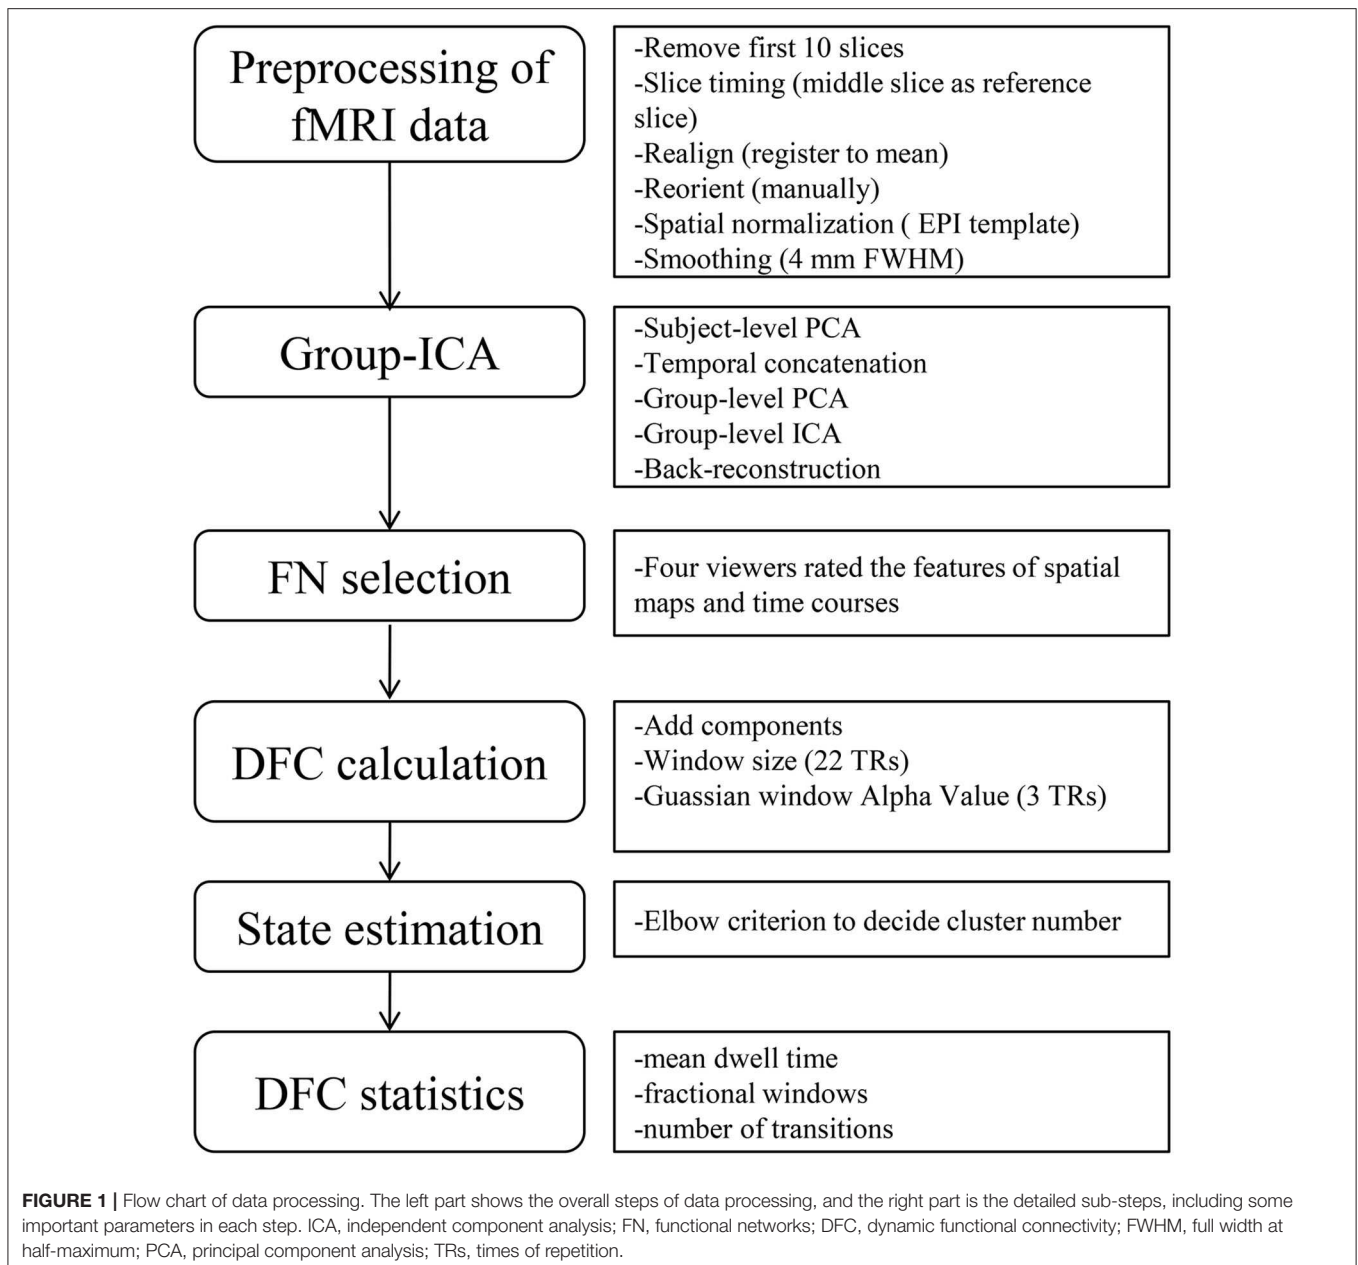 Preprocessing of
fMRI data
-Remove first 10 slices
-Slice timing (middle slice as reference
slice)
-Realign (register to mean)
-Reorient (manually)
-Spatial normalization ( EPI template)
-Smoothing (4 mm FWHM)
Group-ICA
-Subject-level PCA
-Temporal concatenation
-Group-level PCA
-Group-level ICA
-Back-reconstruction
FN selection
-Four viewers rated the features of spatial
maps and time courses
DFC calculation
-Add components
-Window size (22 TRs)
-Guassian window Alpha Value (3 TRs)
State estimation
-Elbow criterion to decide cluster number
DFC statistics
-mean dwell time
-fractional windows
-number of transitions
FIGURE 1 | Flow chart of data processing. The left part shows the overall steps of data processing, and the right part is the detailed sub-steps, including some
important parameters in each step. ICA, independent component analysis; FN, functional networks; DFC, dynamic functional connectivity; FWHM, full width at
half-maximum; PCA, principal component analysis; TRs, times of repetition.